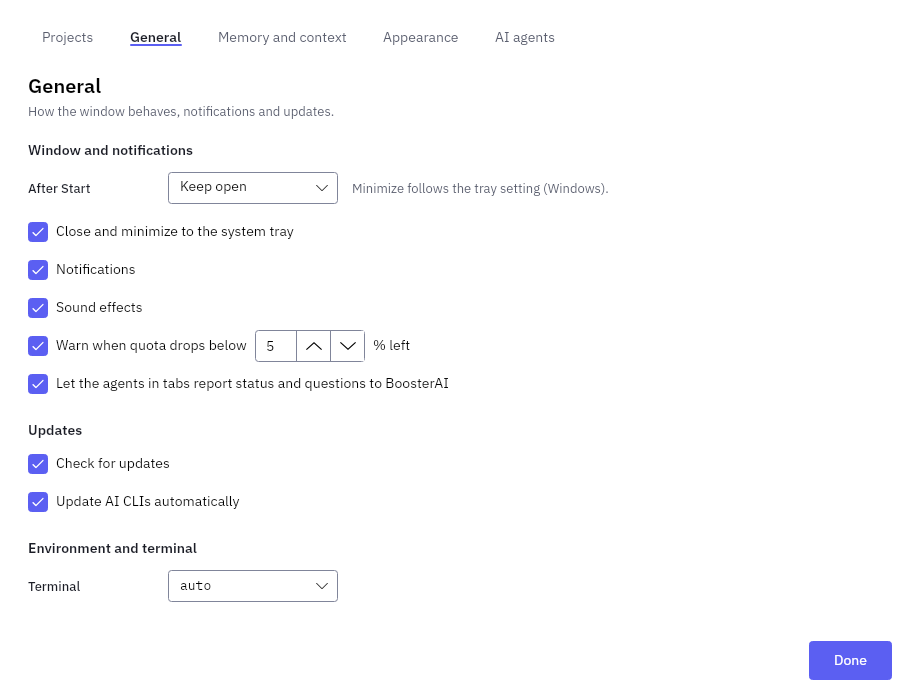 Projects General Memory and context Appearance AI agents
General
How the window behaves, notifications and updates.
Window and notifications
After Start Keep open Minimize follows the tray setting (Windows).
Close and minimize to the system tray
Notifications
Sound effects
Warn when quota drops below 5 % left
Let the agents in tabs report status and questions to BoosterAI
Updates
Check for updates
Update AI CLIs automatically
Environment and terminal
Terminal auto
Done